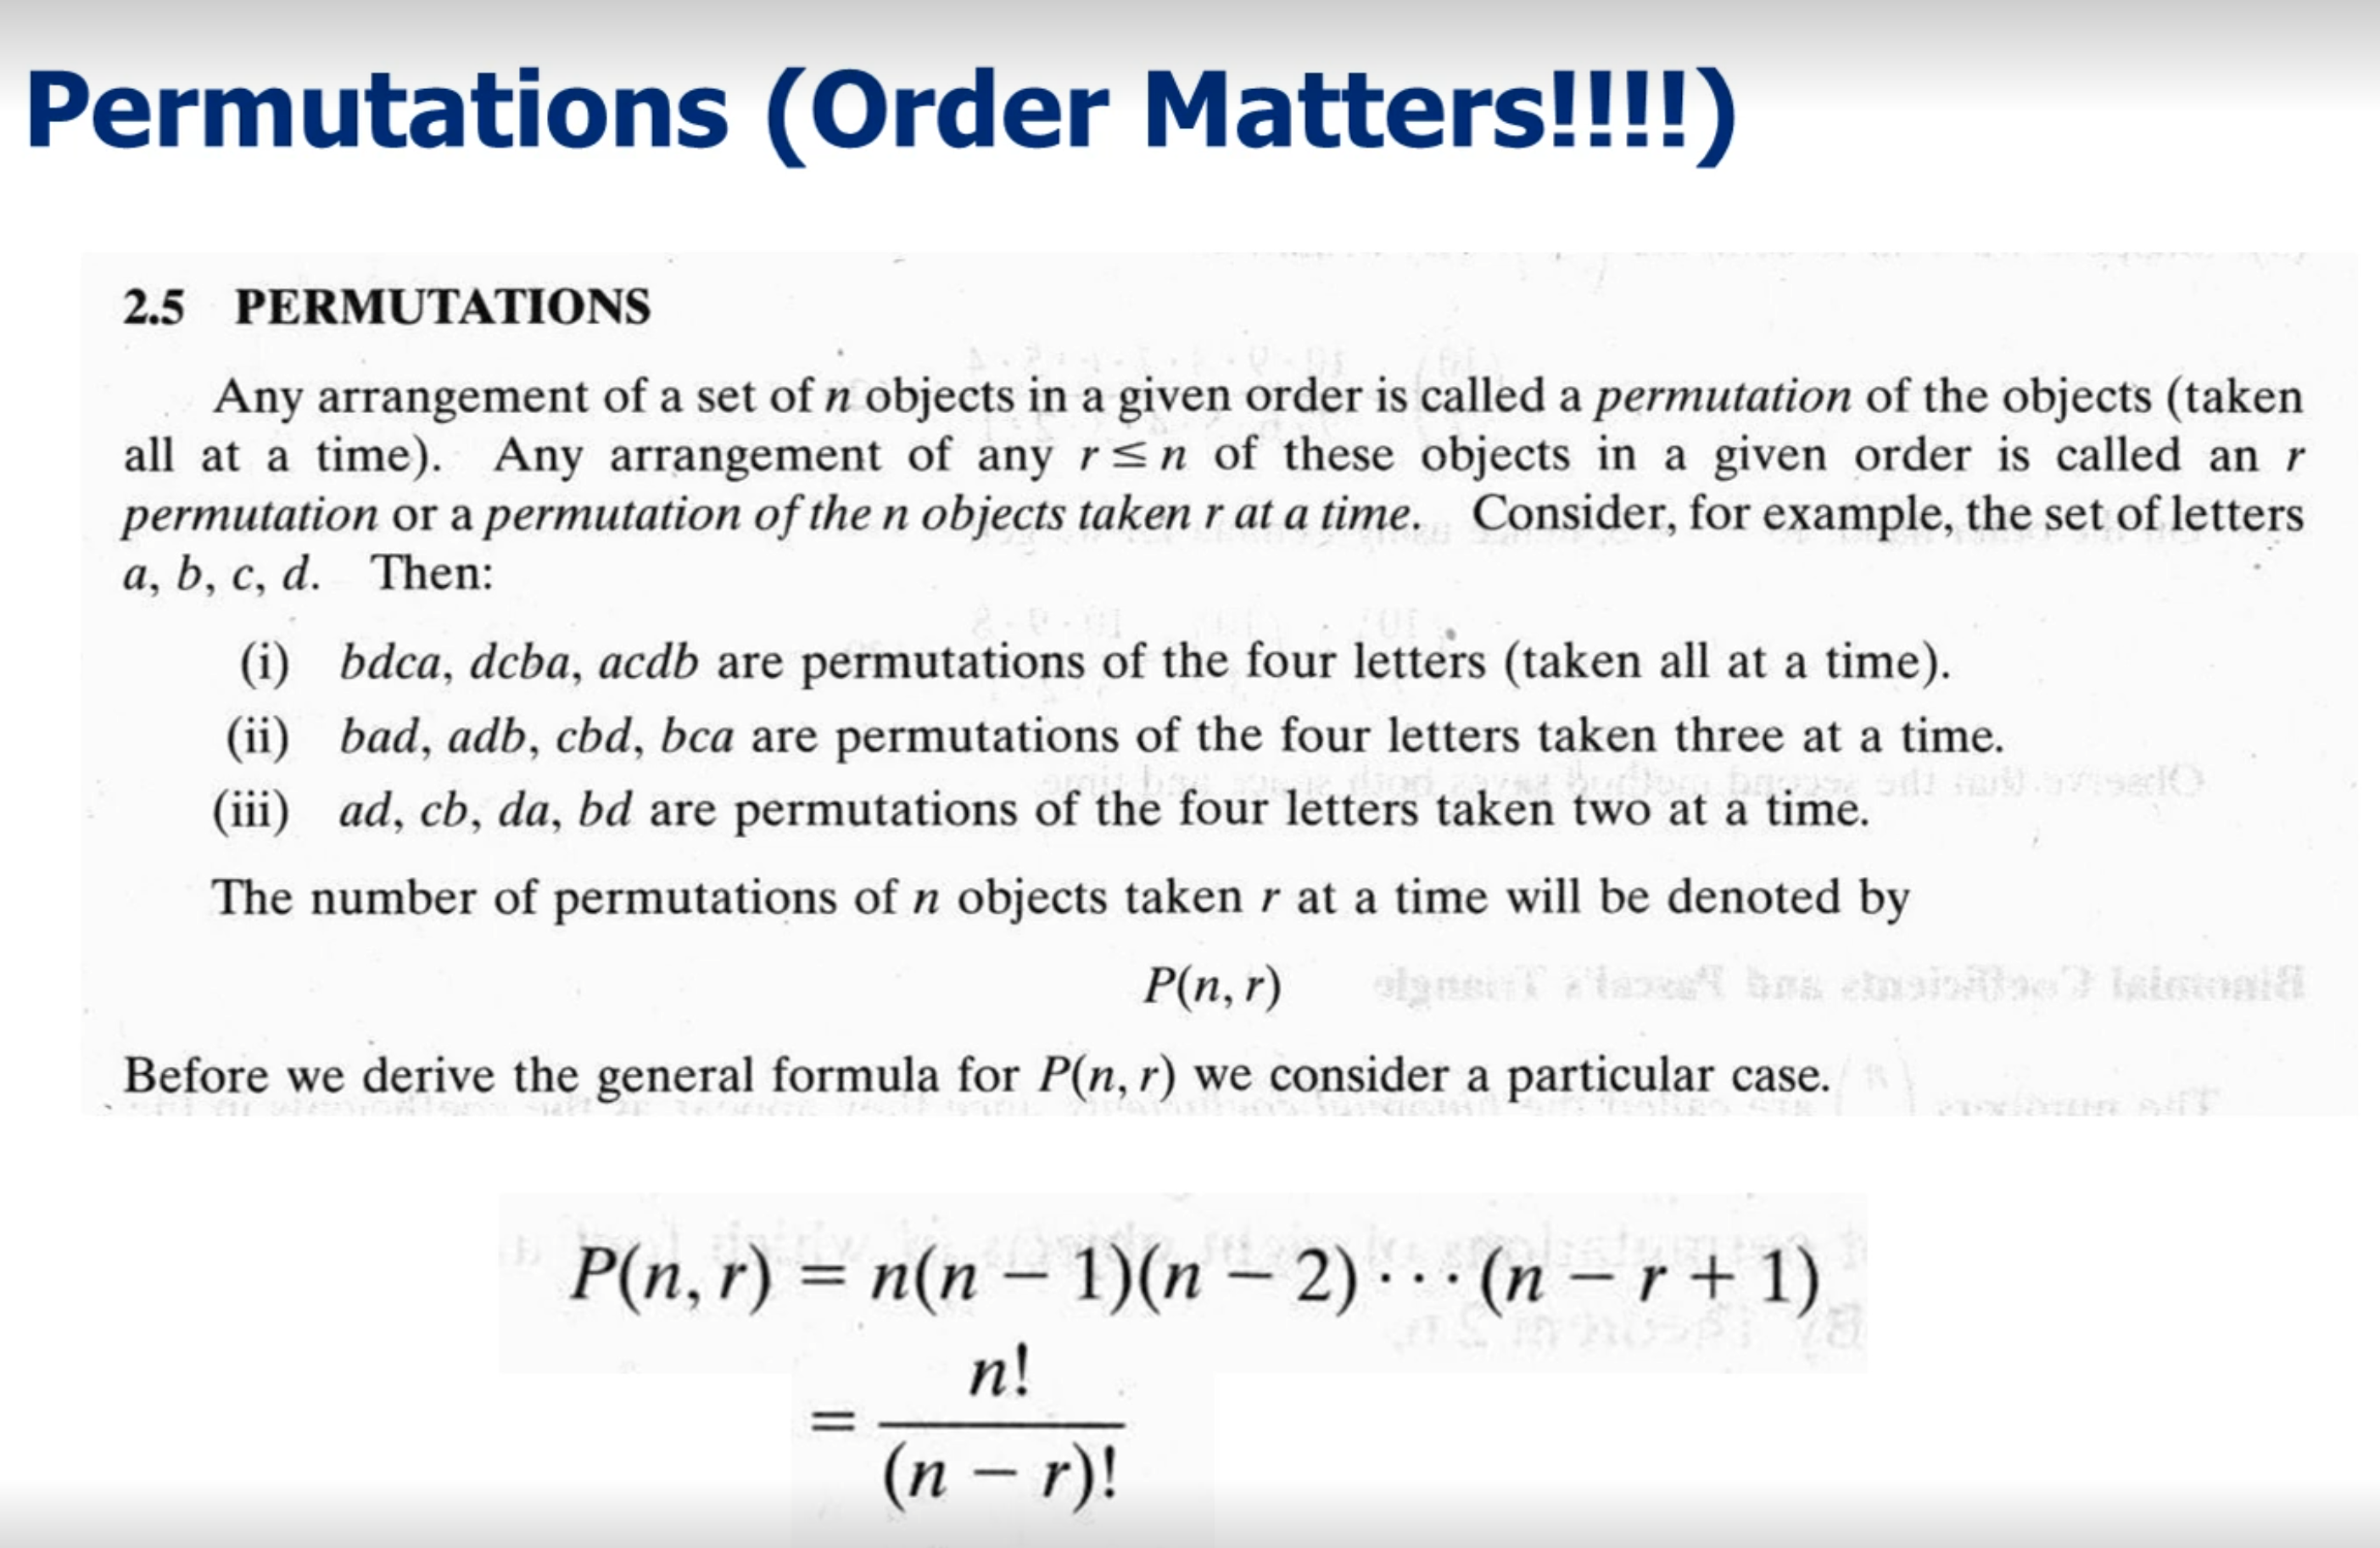 Permutations (Order Matters!!!!)
2.5 PERMUTATIONS
Any arrangement of a set of n objects in a given order is called a permutation of the objects (taken
all at a time). Any arrangement of any r ≤ n of these objects in a given order is called an r
permutation or a permutation of the n objects taken r at a time. Consider, for example, the set of letters
a, b, c, d. Then:
(i) bdca, dcba, acdb are permutations of the four letters (taken all at a time).
(ii) bad, adb, cbd, bca are permutations of the four letters taken three at a time.
(iii) ad, cb, da, bd are permutations of the four letters taken two at a time.
The number of permutations of n objects taken r at a time will be denoted by
P(n, r)
Before we derive the general formula for P(n, r) we consider a particular case.
P(n, r) = n(n − 1)(n − 2) · · · (n − r + 1)
n!
=
(n − r)!